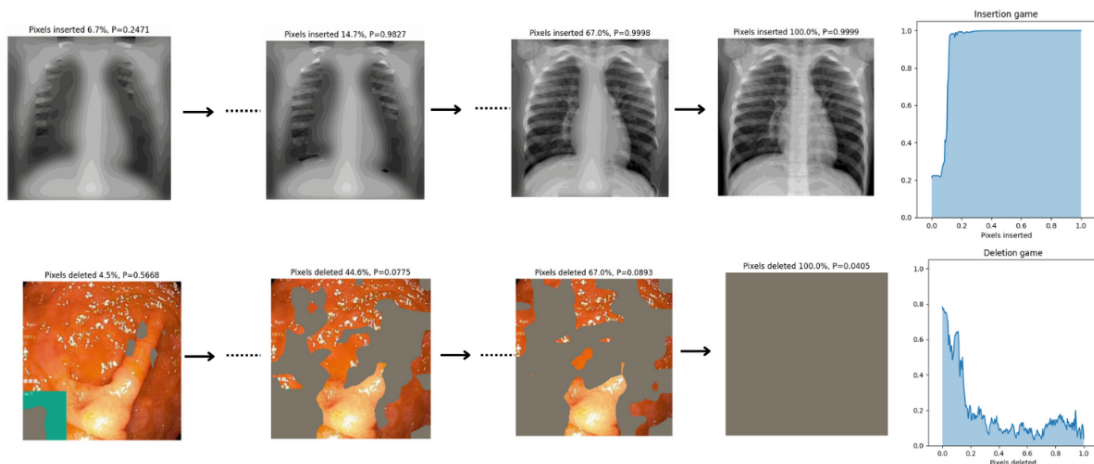 Pixels inserted 6.7%, P=0.2471
Pixels inserted 14.7%, P=0.9827
Pixels inserted 67.0%, P=0.9998
Pixels inserted 100.0%, P=0.9999
Insertion game
1.0
0.8
0.6
0.4
0.2
0.0
0.0 0.2 0.4 0.6 0.8 1.0
Pixels inserted
Pixels deleted 4.5%, P=0.5668
Pixels deleted 44.6%, P=0.0775
Pixels deleted 67.0%, P=0.0893
Pixels deleted 100.0%, P=0.0405
Deletion game
1.0
0.8
0.6
0.4
0.2
0.0
0.0 0.2 0.4 0.6 0.8 1.0
Pixels deleted